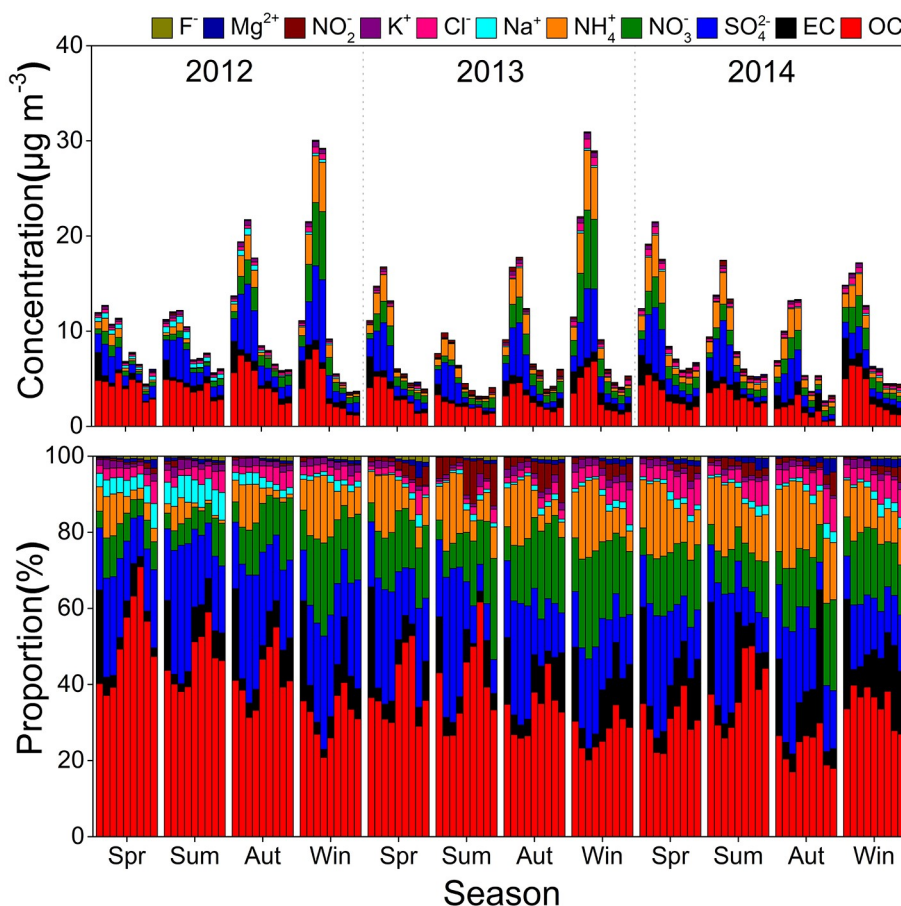 F⁻ Mg²⁺ NO₂⁻ K⁺ Cl⁻ Na⁺ NH₄⁺ NO₃⁻ SO₄²⁻ EC OC
2012 2013 2014
Concentration(μg m⁻³)
40
30
20
10
0
Proportion(%)
100
80
60
40
20
0
Spr Sum Aut Win Spr Sum Aut Win Spr Sum Aut Win
Season